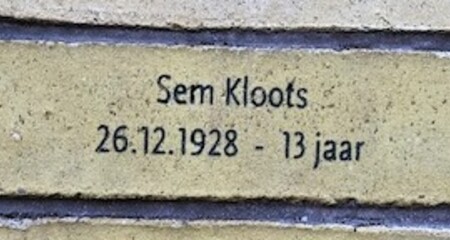 Sem Kloots
26.12.1928 - 13 jaar